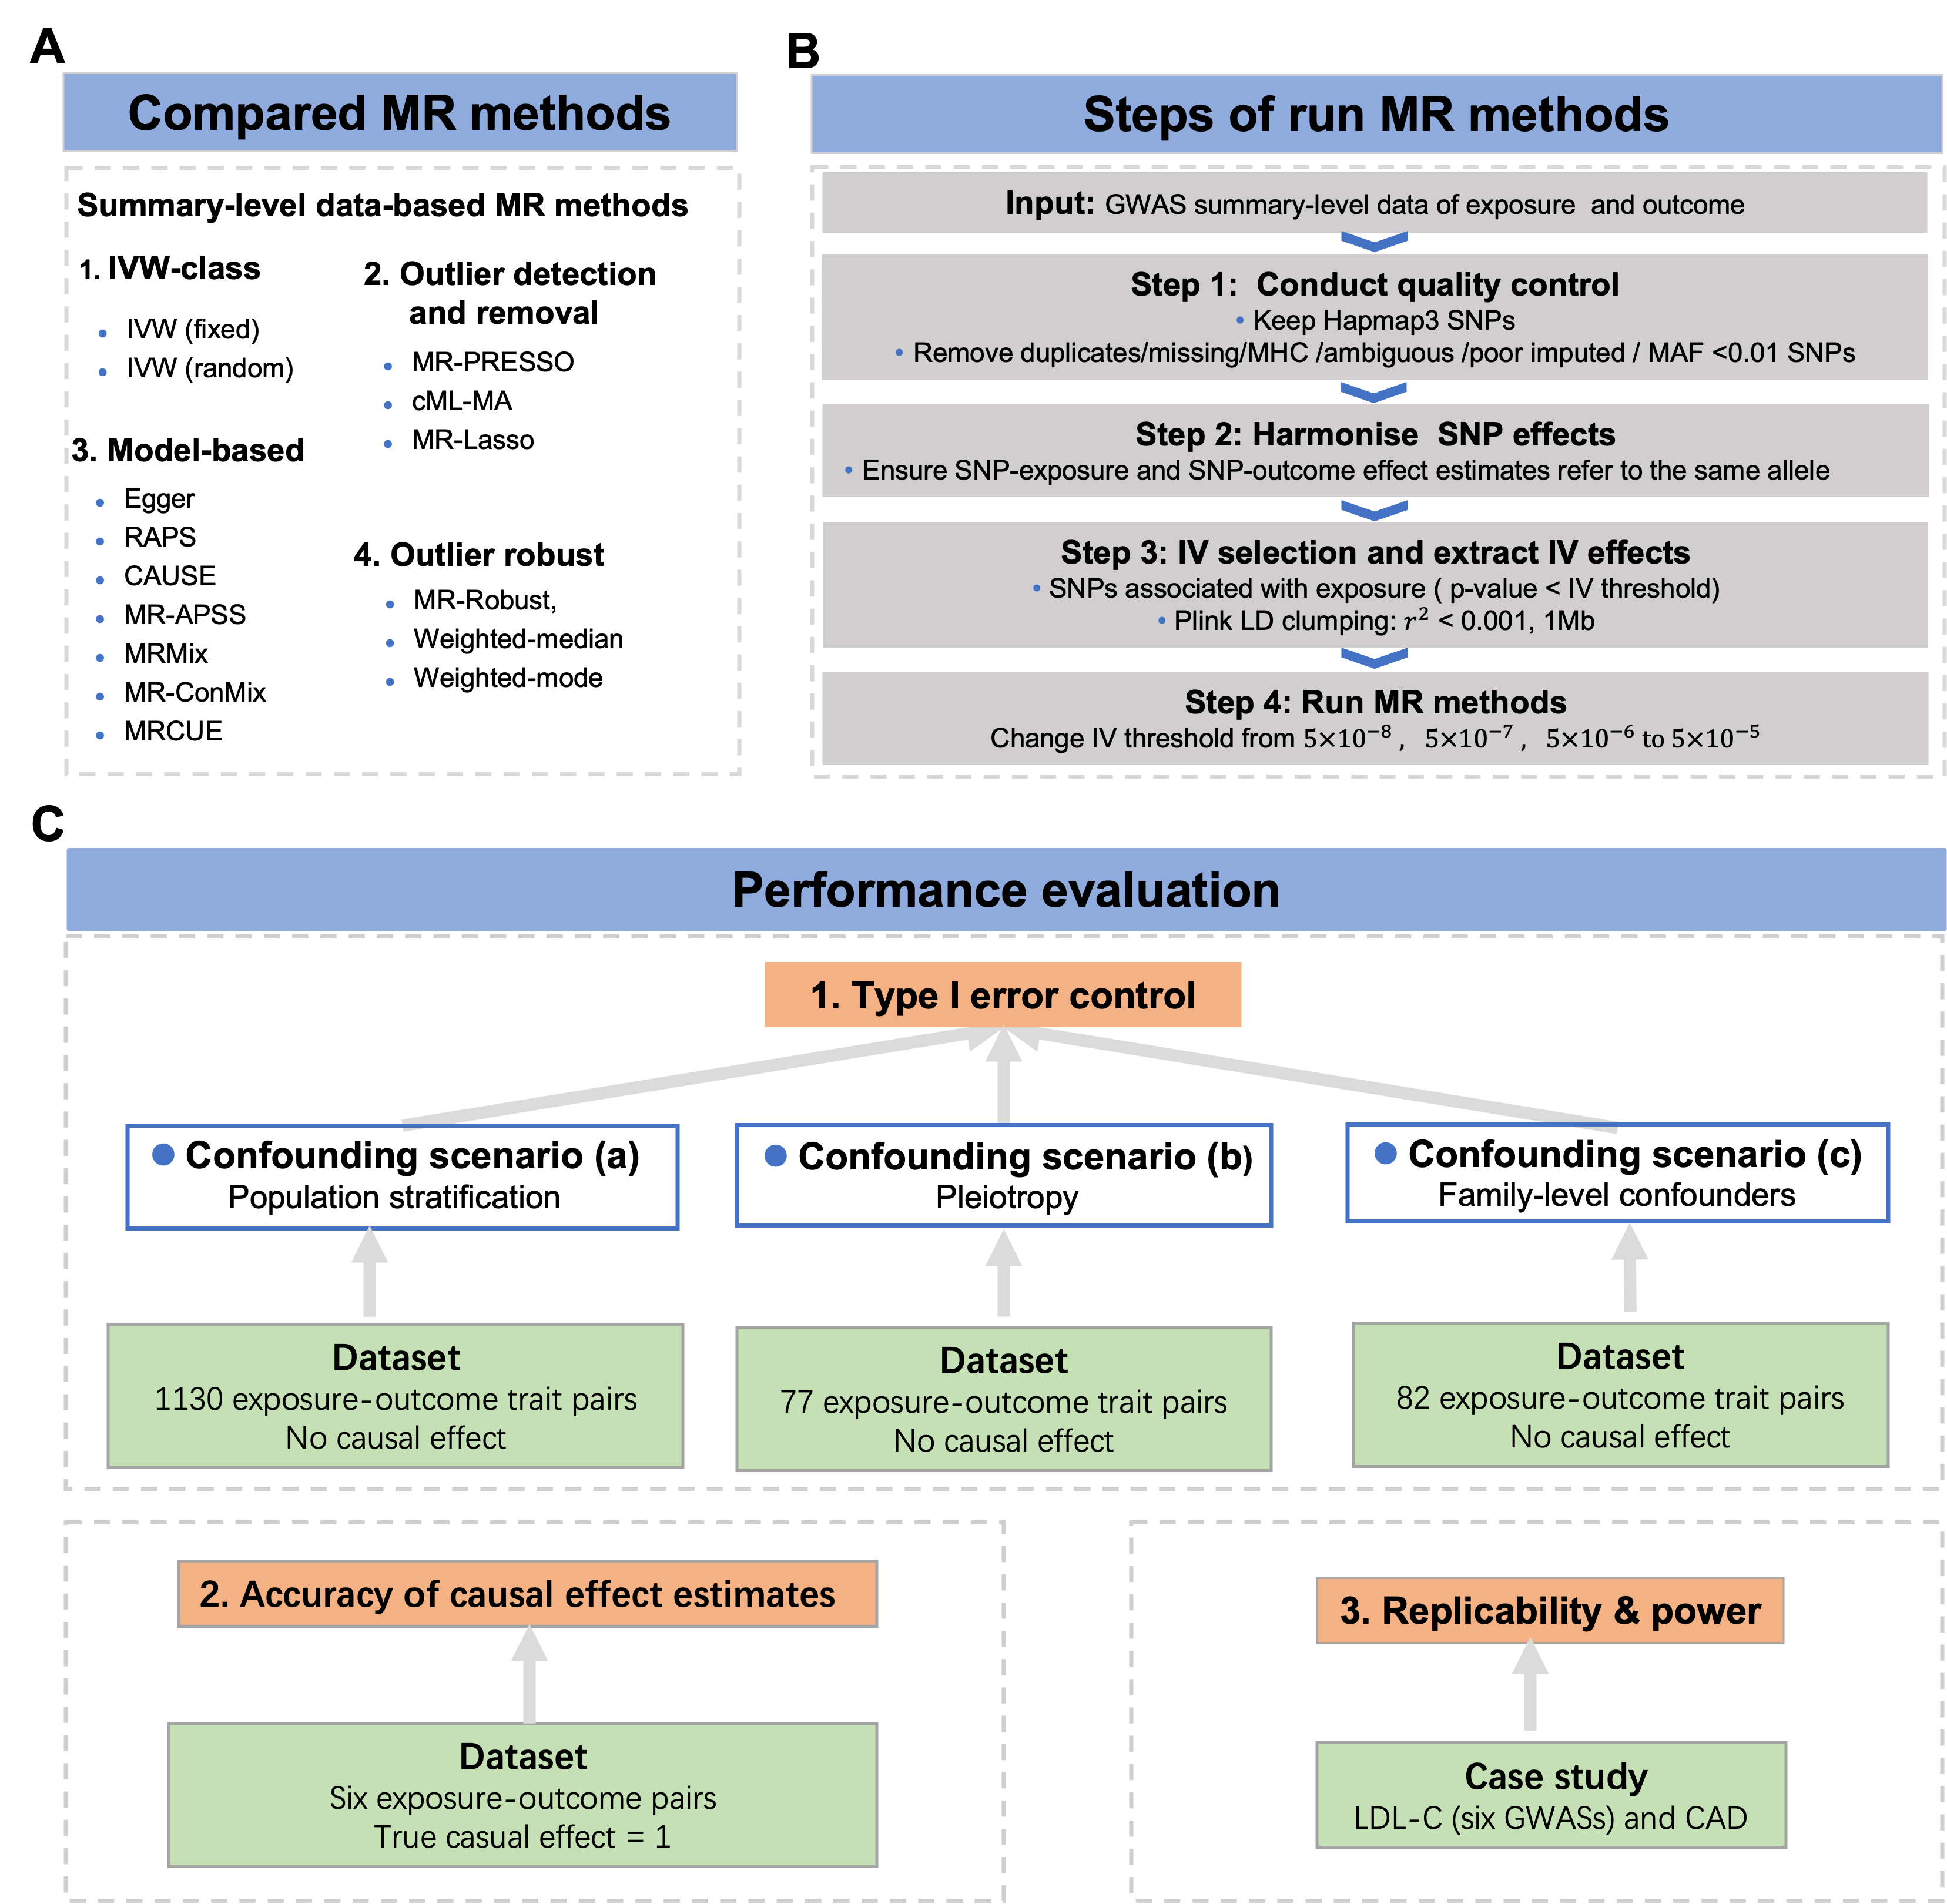 A
Compared MR methods
Summary-level data-based MR methods
1. IVW-class
• IVW (fixed)
• IVW (random)
2. Outlier detection
and removal
• MR-PRESSO
• cML-MA
• MR-Lasso
3. Model-based
• Egger
• RAPS
• CAUSE
• MR-APSS
• MRMix
• MR-ConMix
• MRCUE
4. Outlier robust
• MR-Robust,
• Weighted-median
• Weighted-mode
B
Steps of run MR methods
Input: GWAS summary-level data of exposure and outcome
Step 1: Conduct quality control
• Keep Hapmap3 SNPs
• Remove duplicates/missing/MHC /ambiguous /poor imputed / MAF <0.01 SNPs
Step 2: Harmonise SNP effects
• Ensure SNP-exposure and SNP-outcome effect estimates refer to the same allele
Step 3: IV selection and extract IV effects
• SNPs associated with exposure ( p-value < IV threshold)
• Plink LD clumping: r² < 0.001, 1Mb
Step 4: Run MR methods
Change IV threshold from 5×10⁻⁸ , 5×10⁻⁷ , 5×10⁻⁶ to 5×10⁻⁵
C
Performance evaluation
1. Type I error control
• Confounding scenario (a)
Population stratification
• Confounding scenario (b)
Pleiotropy
• Confounding scenario (c)
Family-level confounders
Dataset
1130 exposure-outcome trait pairs
No causal effect
Dataset
77 exposure-outcome trait pairs
No causal effect
Dataset
82 exposure-outcome trait pairs
No causal effect
2. Accuracy of causal effect estimates
Dataset
Six exposure-outcome pairs
True casual effect = 1
3. Replicability & power
Case study
LDL-C (six GWASs) and CAD